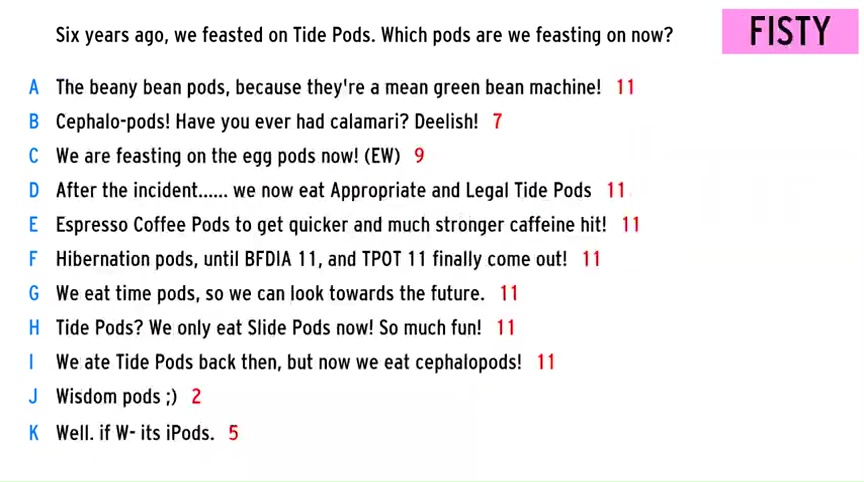 Six years ago, we feasted on Tide Pods. Which pods are we feasting on now?
FISTY
A The beany bean pods, because they're a mean green bean machine! 11
B Cephalo-pods! Have you ever had calamari? Deelish! 7
C We are feasting on the egg pods now! (EW) 9
D After the incident...... we now eat Appropriate and Legal Tide Pods 11
E Espresso Coffee Pods to get quicker and much stronger caffeine hit! 11
F Hibernation pods, until BFDIA 11, and TPOT 11 finally come out! 11
G We eat time pods, so we can look towards the future. 11
H Tide Pods? We only eat Slide Pods now! So much fun! 11
I We ate Tide Pods back then, but now we eat cephalopods! 11
J Wisdom pods ;) 2
K Well. if W- its iPods. 5